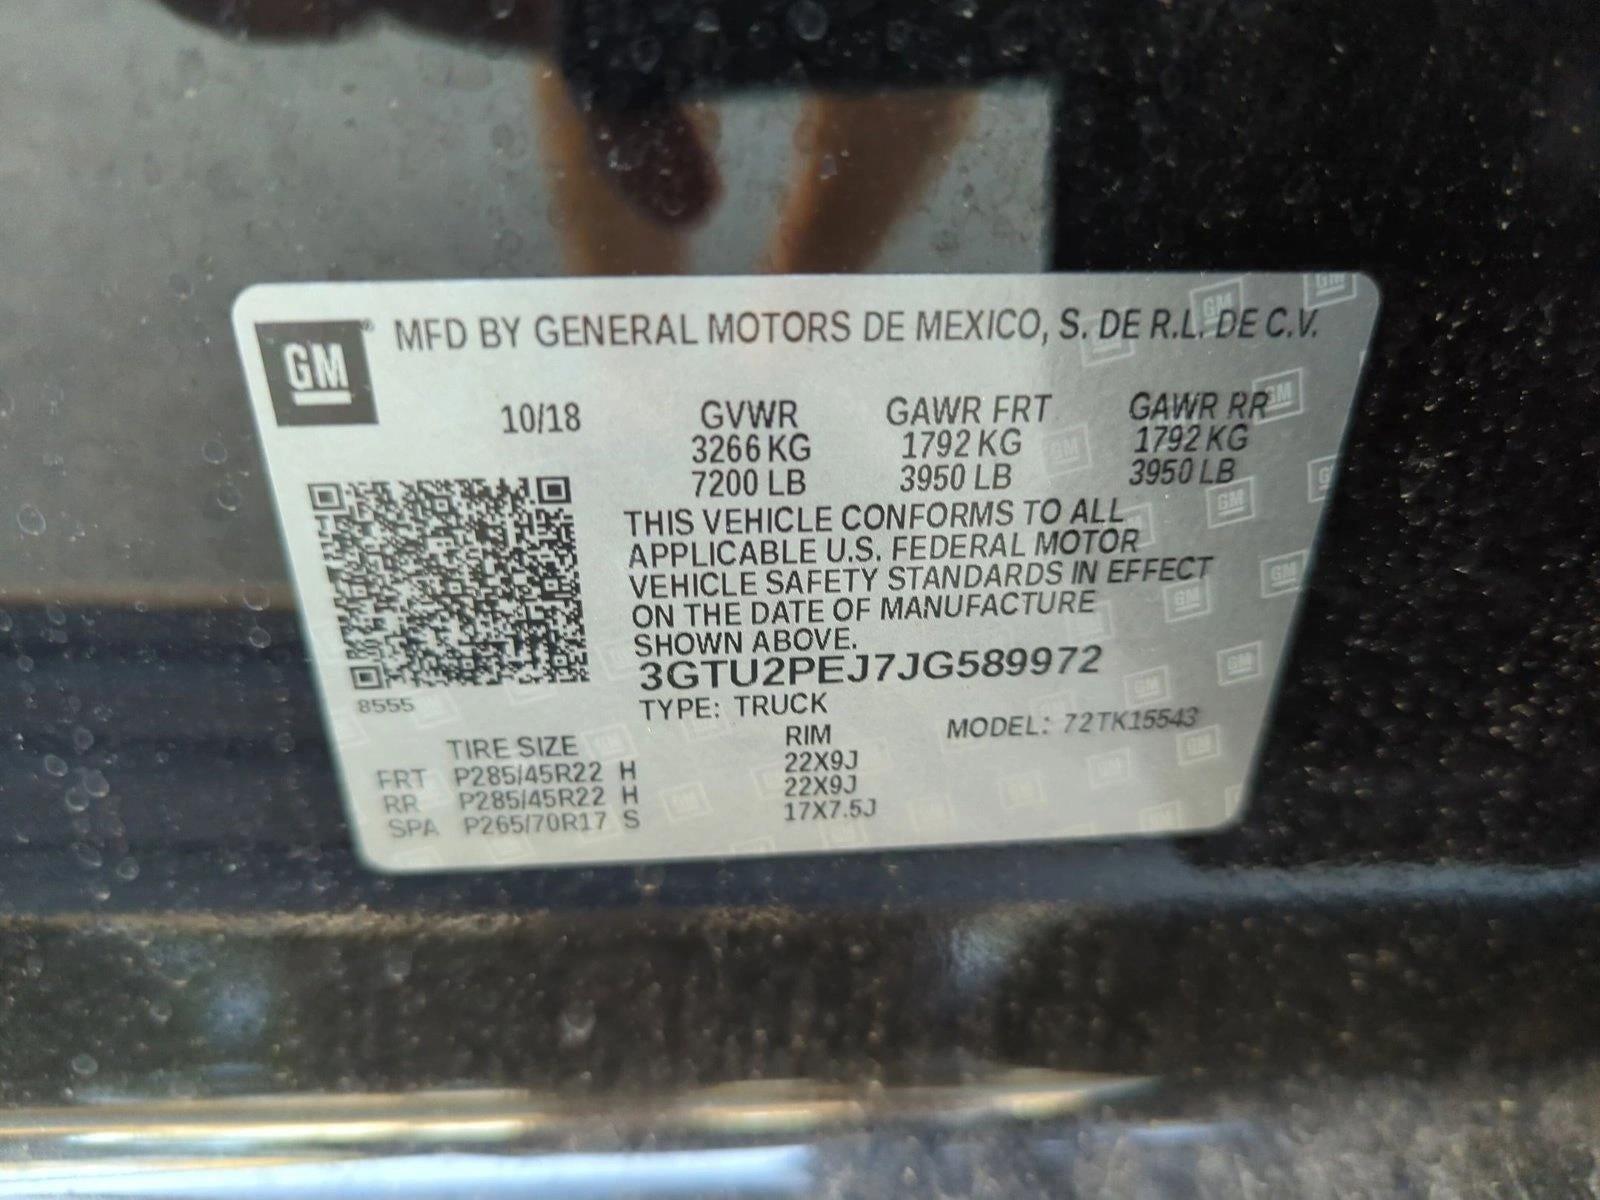 GM® MFD BY GENERAL MOTORS DE MEXICO, S. DE R.L. DE C.V.
10/18 GVWR GAWR FRT GAWR RR
3266 KG 1792 KG 1792 KG
7200 LB 3950 LB 3950 LB
THIS VEHICLE CONFORMS TO ALL
APPLICABLE U.S. FEDERAL MOTOR
VEHICLE SAFETY STANDARDS IN EFFECT
ON THE DATE OF MANUFACTURE
SHOWN ABOVE.
3GTU2PEJ7JG589972
8555
TYPE: TRUCK MODEL: 72TK15543
TIRE SIZE RIM
FRT P285/45R22 H 22X9J
RR P285/45R22 H 22X9J
SPA P265/70R17 S 17X7.5J